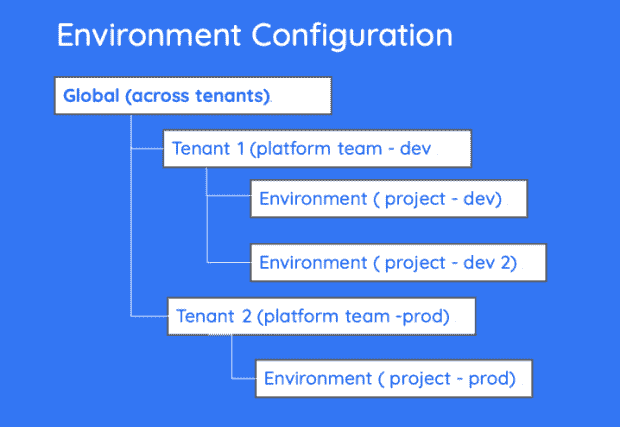 Environment Configuration
Global (across tenants)
Tenant 1 (platform team - dev
Environment ( project - dev)
Environment ( project - dev 2)
Tenant 2 (platform team -prod)
Environment ( project - prod)